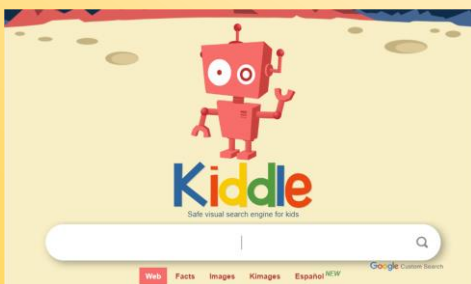 Kiddle
Safe visual search engine for kids
Google Custom Search
Web Facts Images Kimages Español NEW